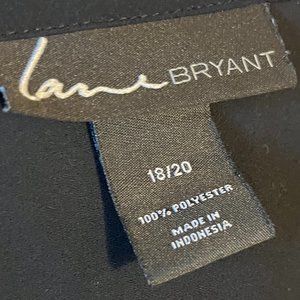 Lane BRYANT
18/20
100% POLYESTER
MADE IN
INDONESIA